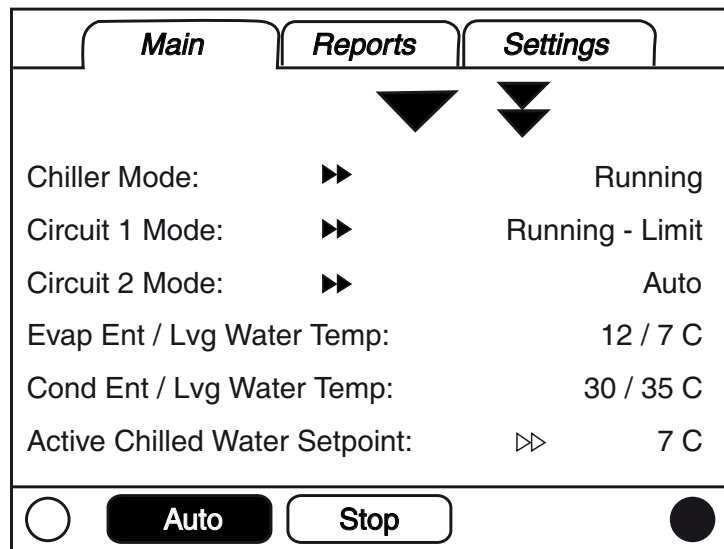 Main Reports Settings
Chiller Mode: Running
Circuit 1 Mode: Running - Limit
Circuit 2 Mode: Auto
Evap Ent / Lvg Water Temp: 12 / 7 C
Cond Ent / Lvg Water Temp: 30 / 35 C
Active Chilled Water Setpoint: 7 C
Auto Stop